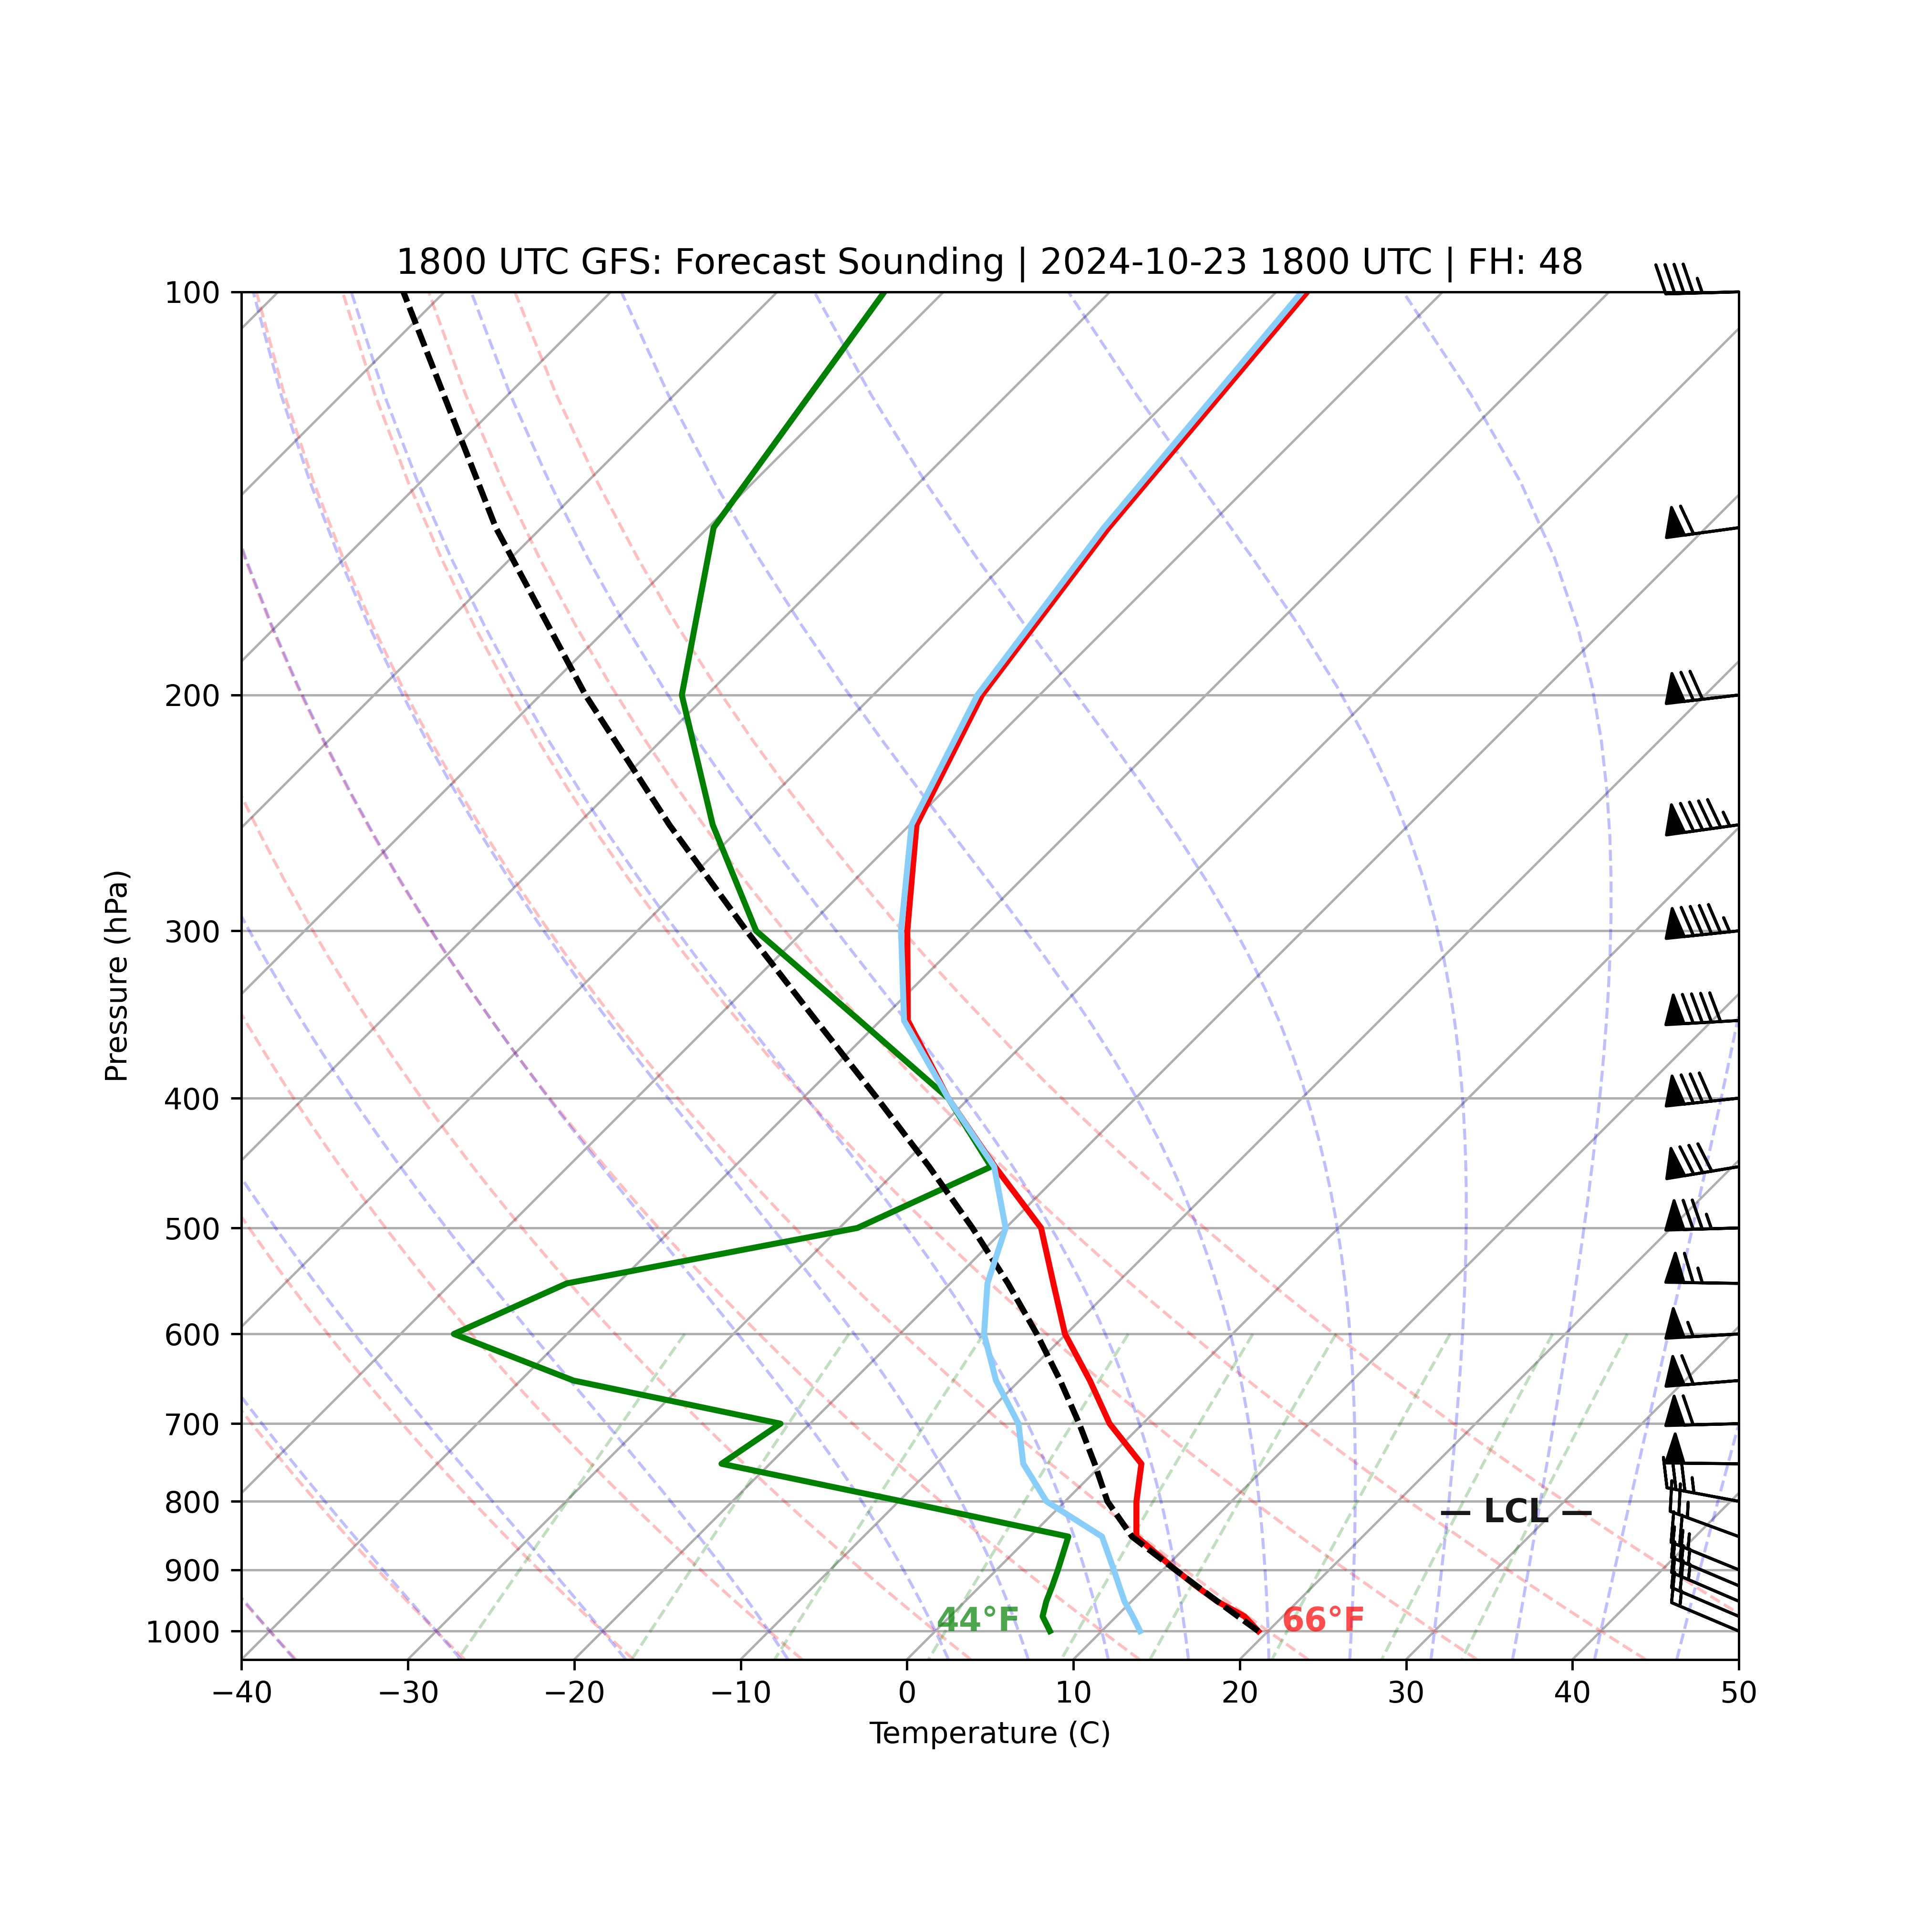 1800 UTC GFS: Forecast Sounding | 2024-10-23 1800 UTC | FH: 48
100
200
300
400
500
600
700
800
900
1000
Pressure (hPa)
— LCL —
44°F
66°F
−40 −30 −20 −10 0 10 20 30 40 50
Temperature (C)